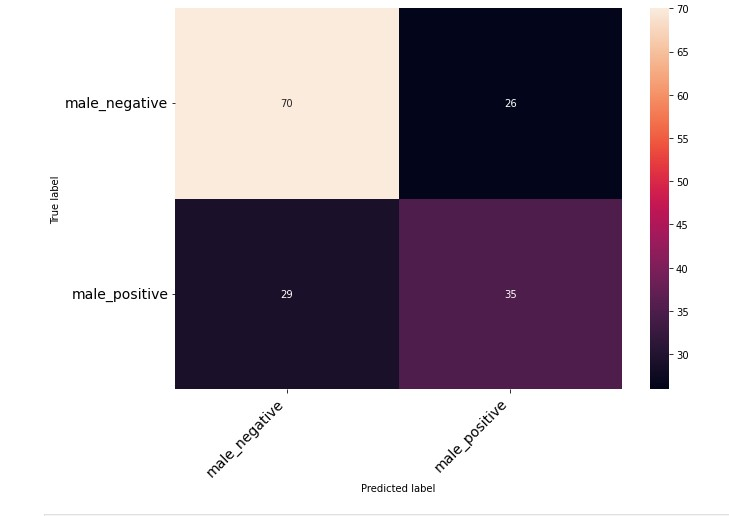 70
65
60
55
50
45
40
35
30
male_negative
70
26
male_positive
29
35
True label
male_negative
male_positive
Predicted label